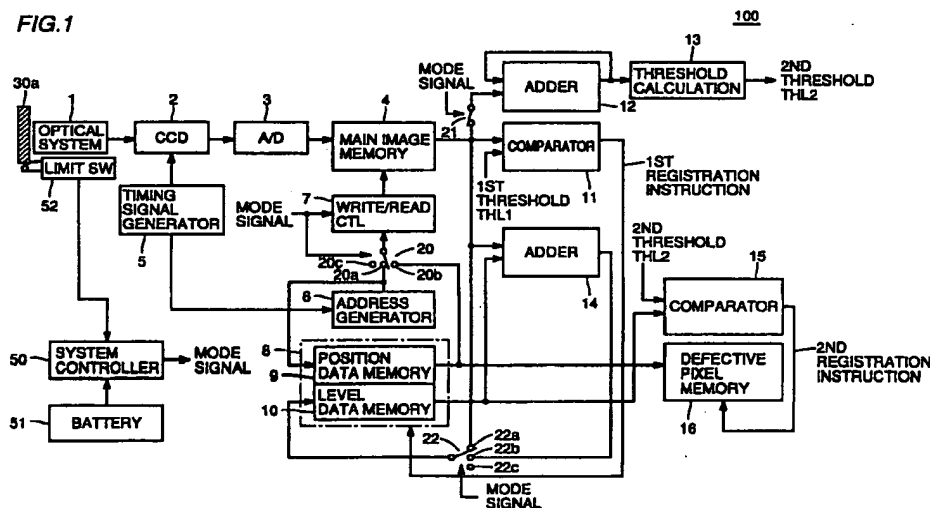 FIG.1
100
30a
1
OPTICAL
SYSTEM
LIMIT SW
52
2
CCD
3
A/D
4
MAIN IMAGE
MEMORY
MODE
SIGNAL
21
ADDER
12
13
THRESHOLD
CALCULATION
2ND
THRESHOLD
THL2
COMPARATOR
11
1ST
THRESHOLD
THL1
1ST
REGISTRATION
INSTRUCTION
TIMING
SIGNAL
GENERATOR
5
MODE
SIGNAL
7
WRITE/READ
CTL
20
20c
20a
20b
6
ADDRESS
GENERATOR
ADDER
14
2ND
THRESHOLD
THL2
15
COMPARATOR
50
SYSTEM
CONTROLLER
MODE
SIGNAL
51
BATTERY
8
POSITION
DATA MEMORY
9
LEVEL
DATA MEMORY
10
DEFECTIVE
PIXEL
MEMORY
16
2ND
REGISTRATION
INSTRUCTION
22
22a
22b
22c
MODE
SIGNAL